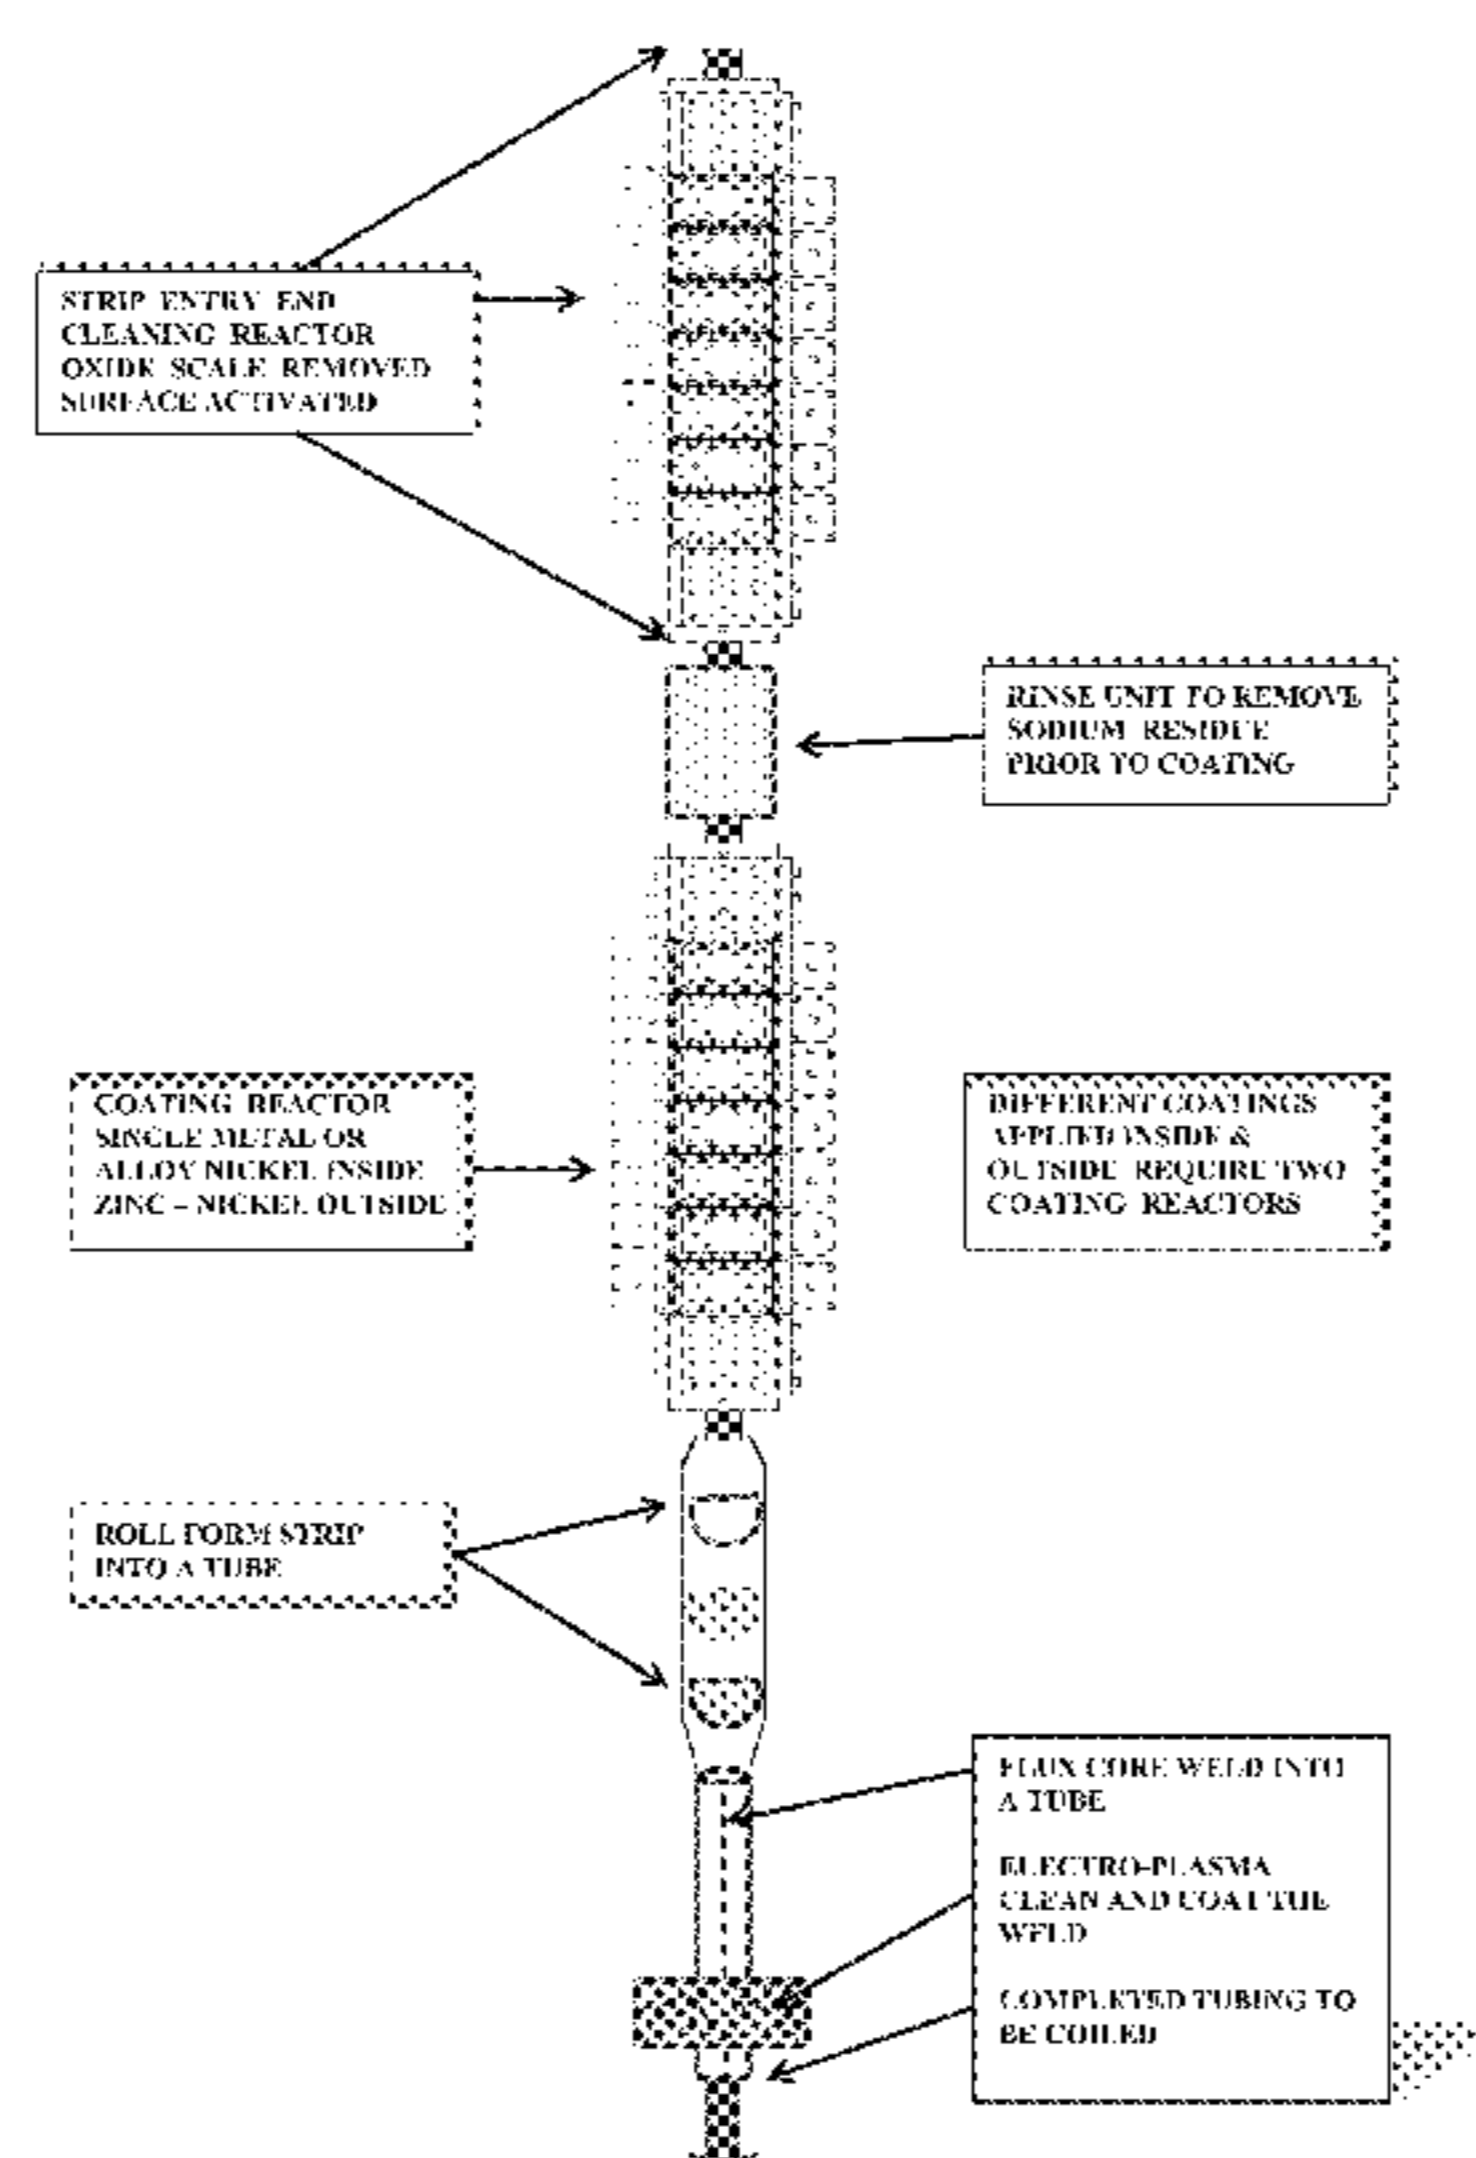 STRIP ENTRY END
CLEANING REACTOR
OXIDE SCALE REMOVED
SURFACE ACTIVATED
RINSE UNIT TO REMOVE
SODIUM RESIDUE
PRIOR TO COATING
COATING REACTOR
SINGLE METAL OR
ALLOY NICKEL INSIDE
ZINC – NICKEL OUTSIDE
DIFFERENT COATINGS
APPLIED INSIDE &
OUTSIDE REQUIRE TWO
COATING REACTORS
ROLL FORM STRIP
INTO A TUBE
FLUX CORE WELD INTO
A TUBE
ELECTRO-PLASMA
CLEAN AND COAT THE
WELD
COMPLETED TUBING TO
BE COILED